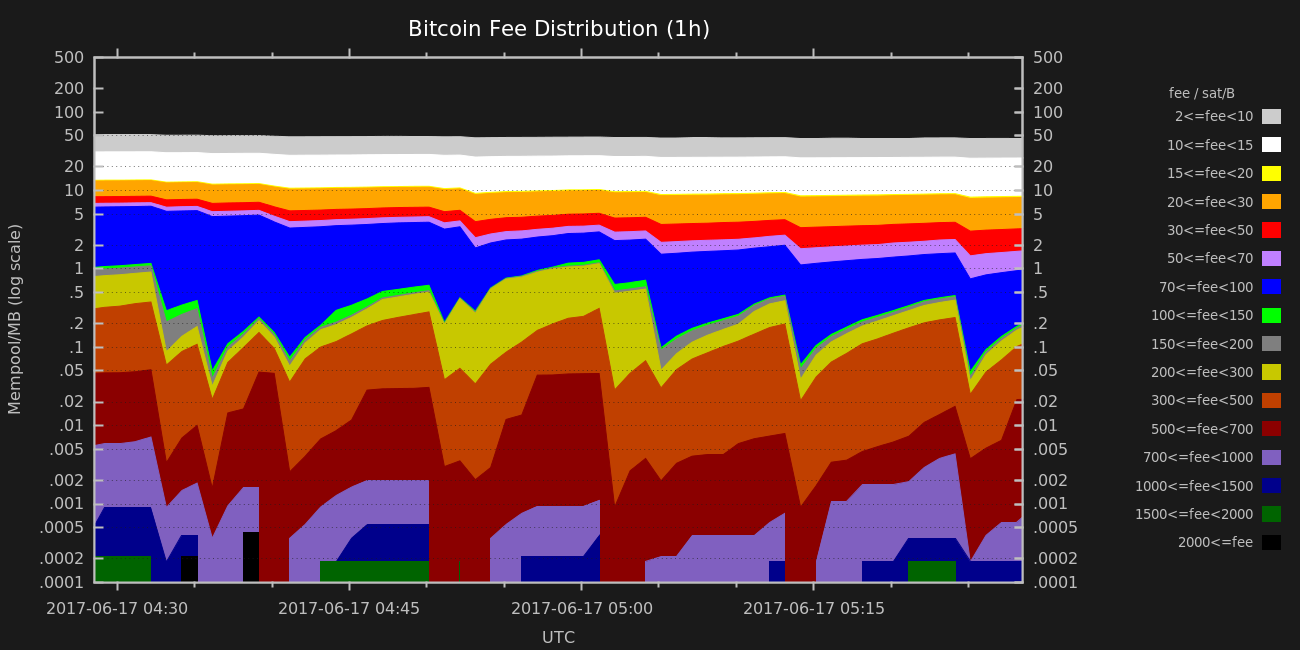 Bitcoin Fee Distribution (1h)
Mempool/MB (log scale)
500
200
100
50
20
10
5
2
1
.5
.2
.1
.05
.02
.01
.005
.002
.001
.0005
.0002
.0001
500
200
100
50
20
10
5
2
1
.5
.2
.1
.05
.02
.01
.005
.002
.001
.0005
.0002
.0001
2017-06-17 04:30
2017-06-17 04:45
2017-06-17 05:00
2017-06-17 05:15
UTC
fee / sat/B
2<=fee<10
10<=fee<15
15<=fee<20
20<=fee<30
30<=fee<50
50<=fee<70
70<=fee<100
100<=fee<150
150<=fee<200
200<=fee<300
300<=fee<500
500<=fee<700
700<=fee<1000
1000<=fee<1500
1500<=fee<2000
2000<=fee